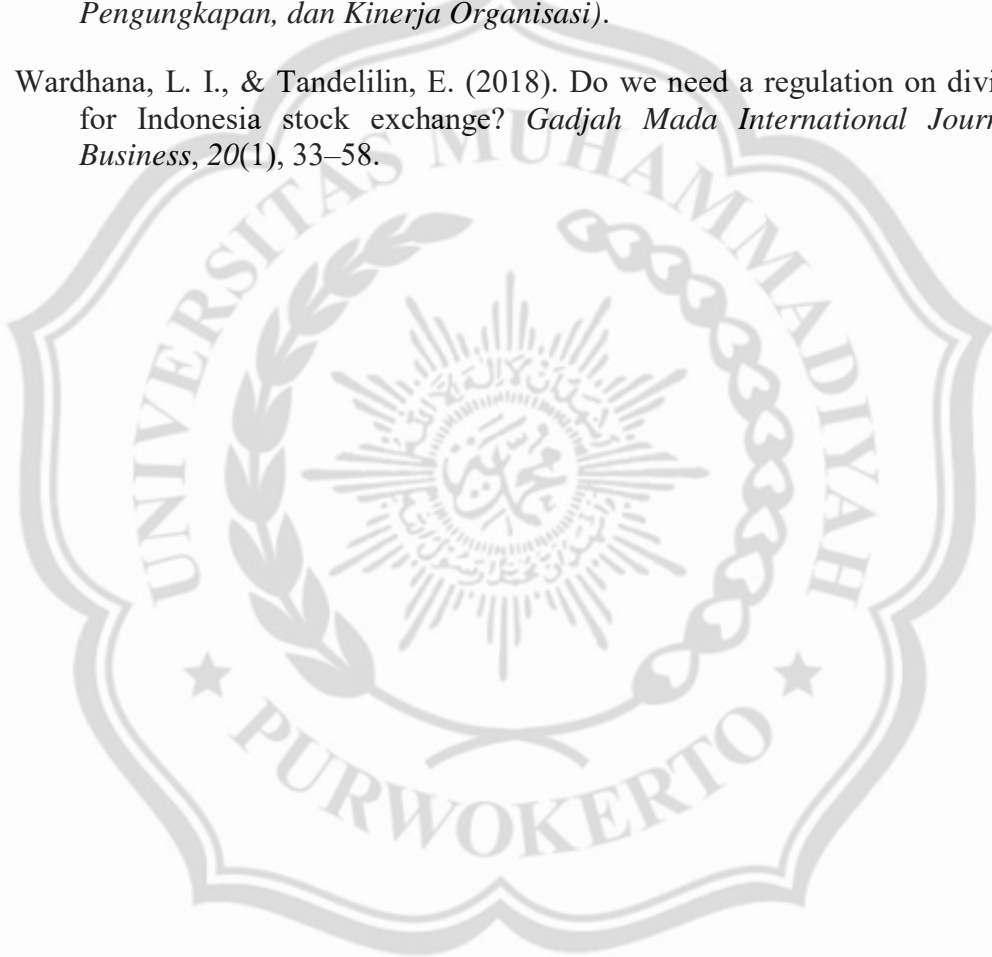 Pengungkapan, dan Kinerja Organisasi).
Wardhana, L. I., & Tandelilin, E. (2018). Do we need a regulation on divi
for Indonesia stock exchange? Gadjah Mada International Journ
Business, 20(1), 33–58.
UNIVERSITAS MUHAMMADIYAH
محمد
PURWOKERTO